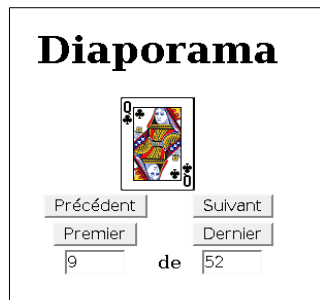 Diaporama
Q
Q
Précédent Suivant
Premier Dernier
9 de 52